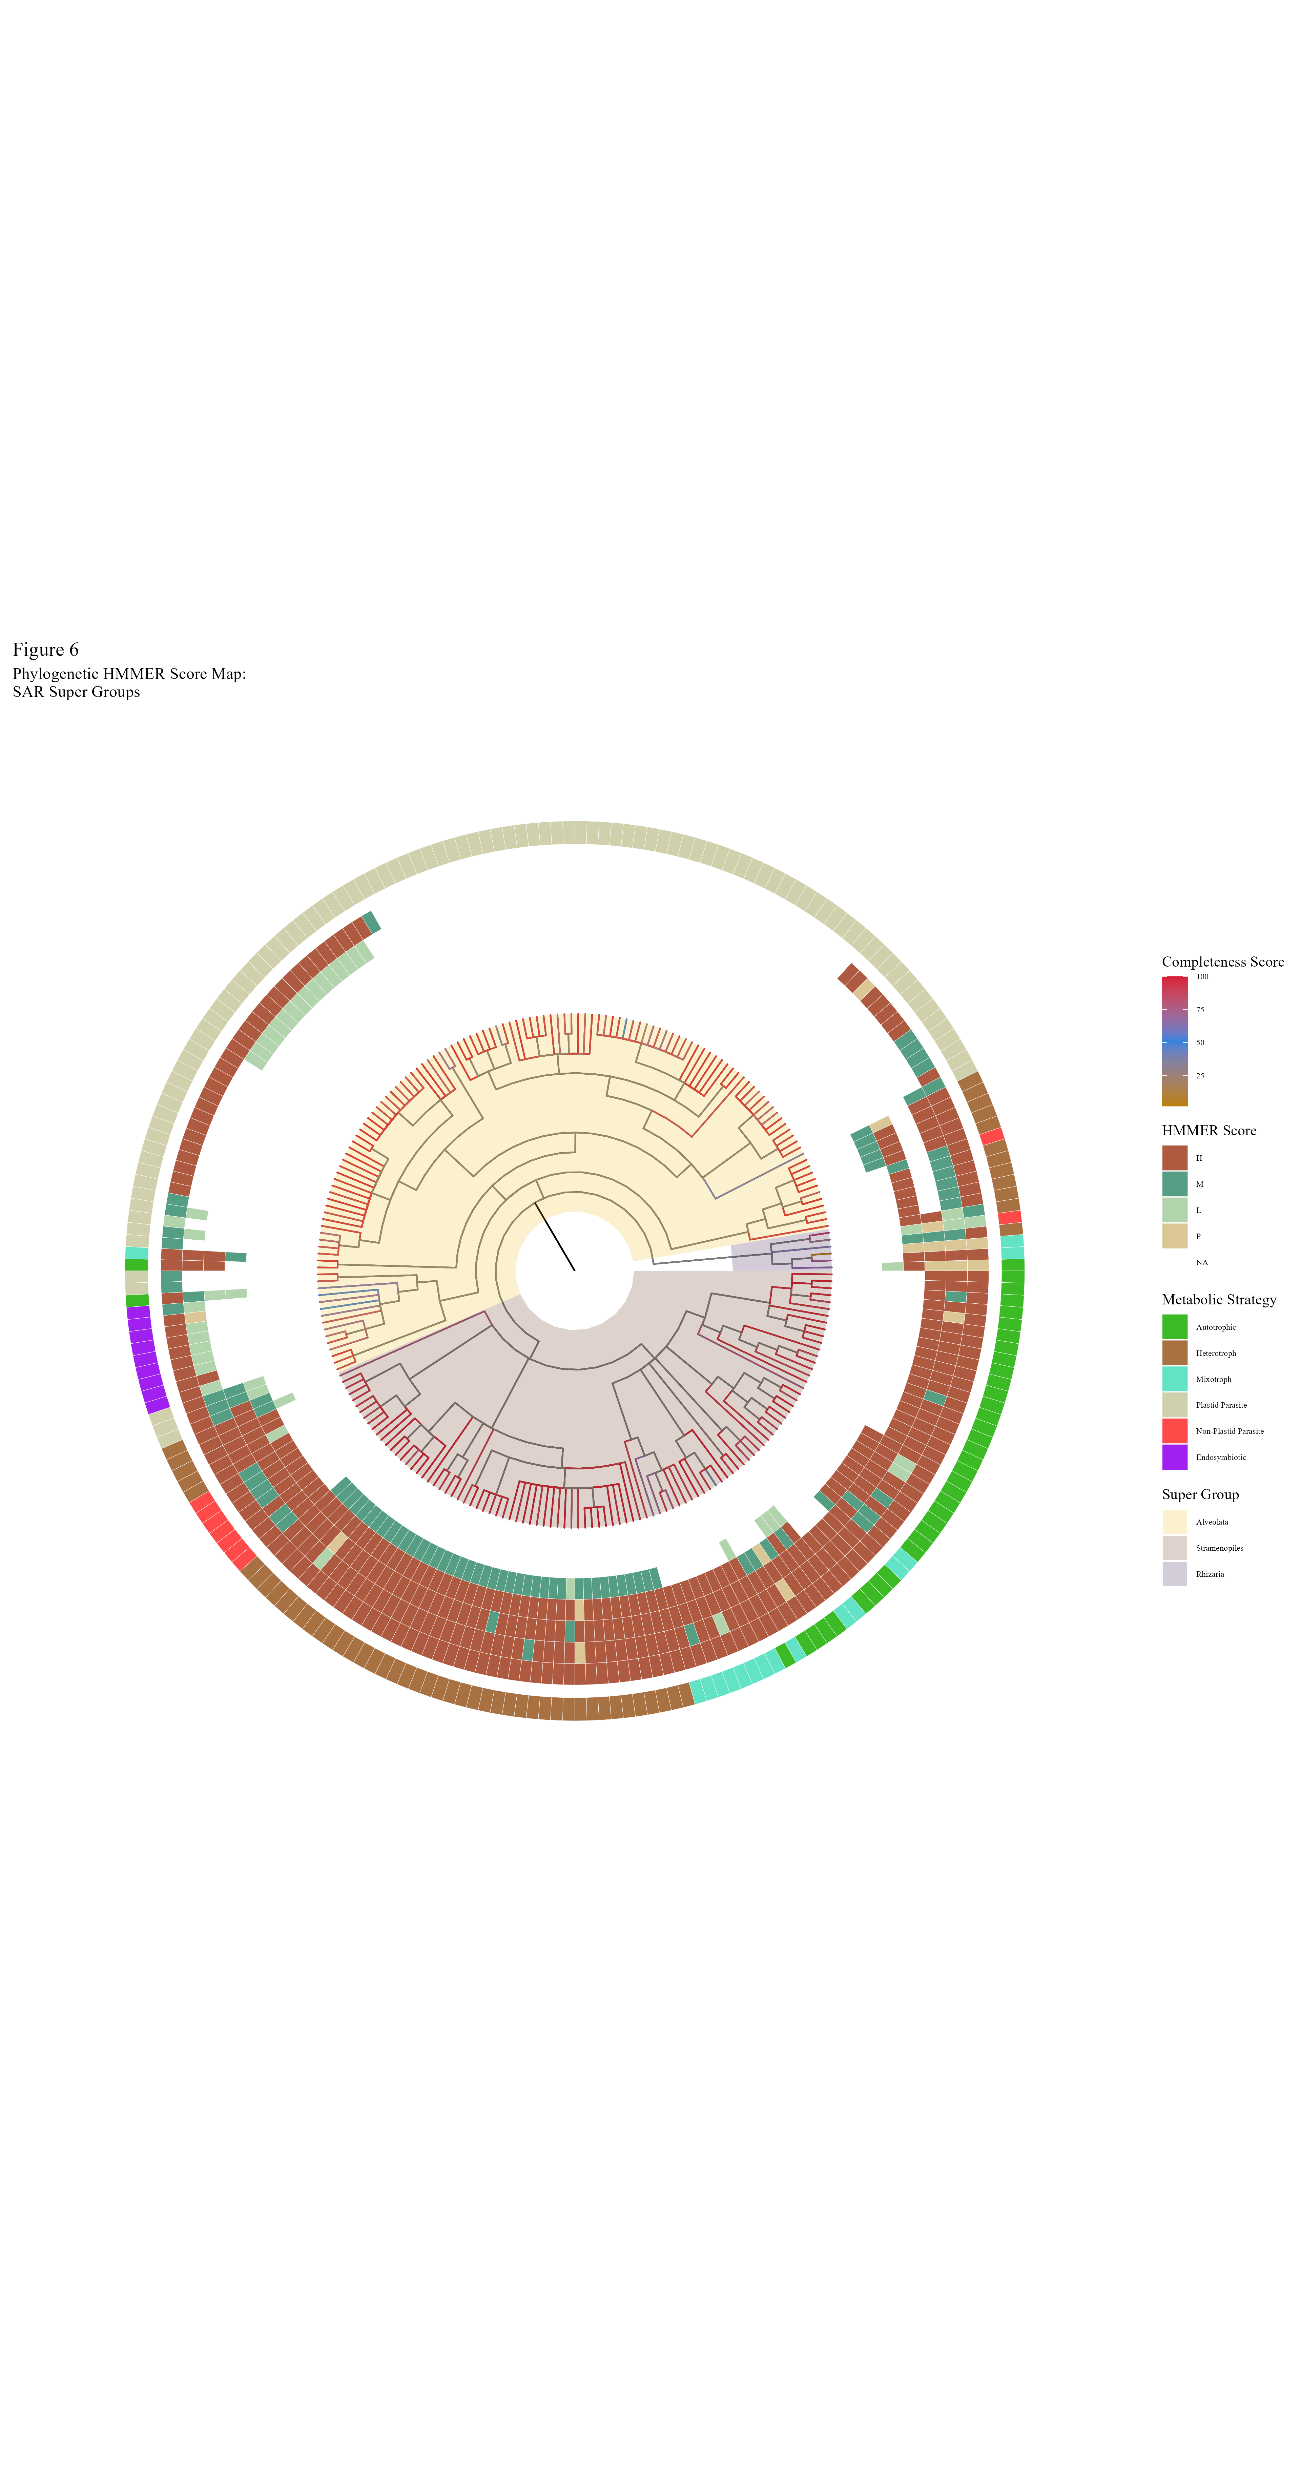 Figure 6
Phylogenetic HMMER Score Map:
SAR Super Groups
Completeness Score
100
75
50
25
HMMER Score
H
M
L
P
NA
Metabolic Strategy
Autotrophic
Heterotroph
Mixotroph
Plastid Parasite
Non-Plastid Parasite
Endosymbiotic
Super Group
Alveolata
Stramenopiles
Rhizaria